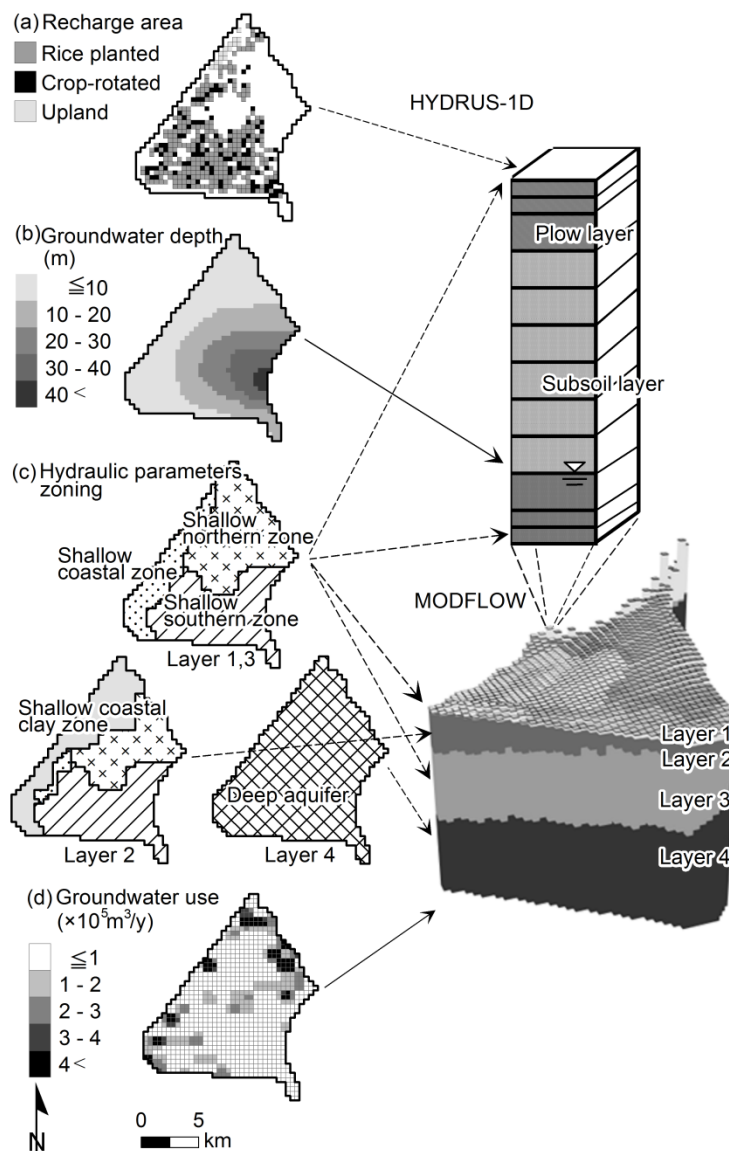 (a) Recharge area
Rice planted
Crop-rotated
Upland
HYDRUS-1D
Plow layer
Subsoil layer
(b) Groundwater depth
(m)
≦10
10 - 20
20 - 30
30 - 40
40 <
(c) Hydraulic parameters
zoning
Shallow
northern zone
Shallow
coastal zone
Shallow
southern zone
Layer 1,3
MODFLOW
Shallow coastal
clay zone
Layer 2
Deep aquifer
Layer 4
Layer 1
Layer 2
Layer 3
Layer 4
(d) Groundwater use
(×10⁵m³/y)
≦1
1 - 2
2 - 3
3 - 4
4 <
N
0 5
km